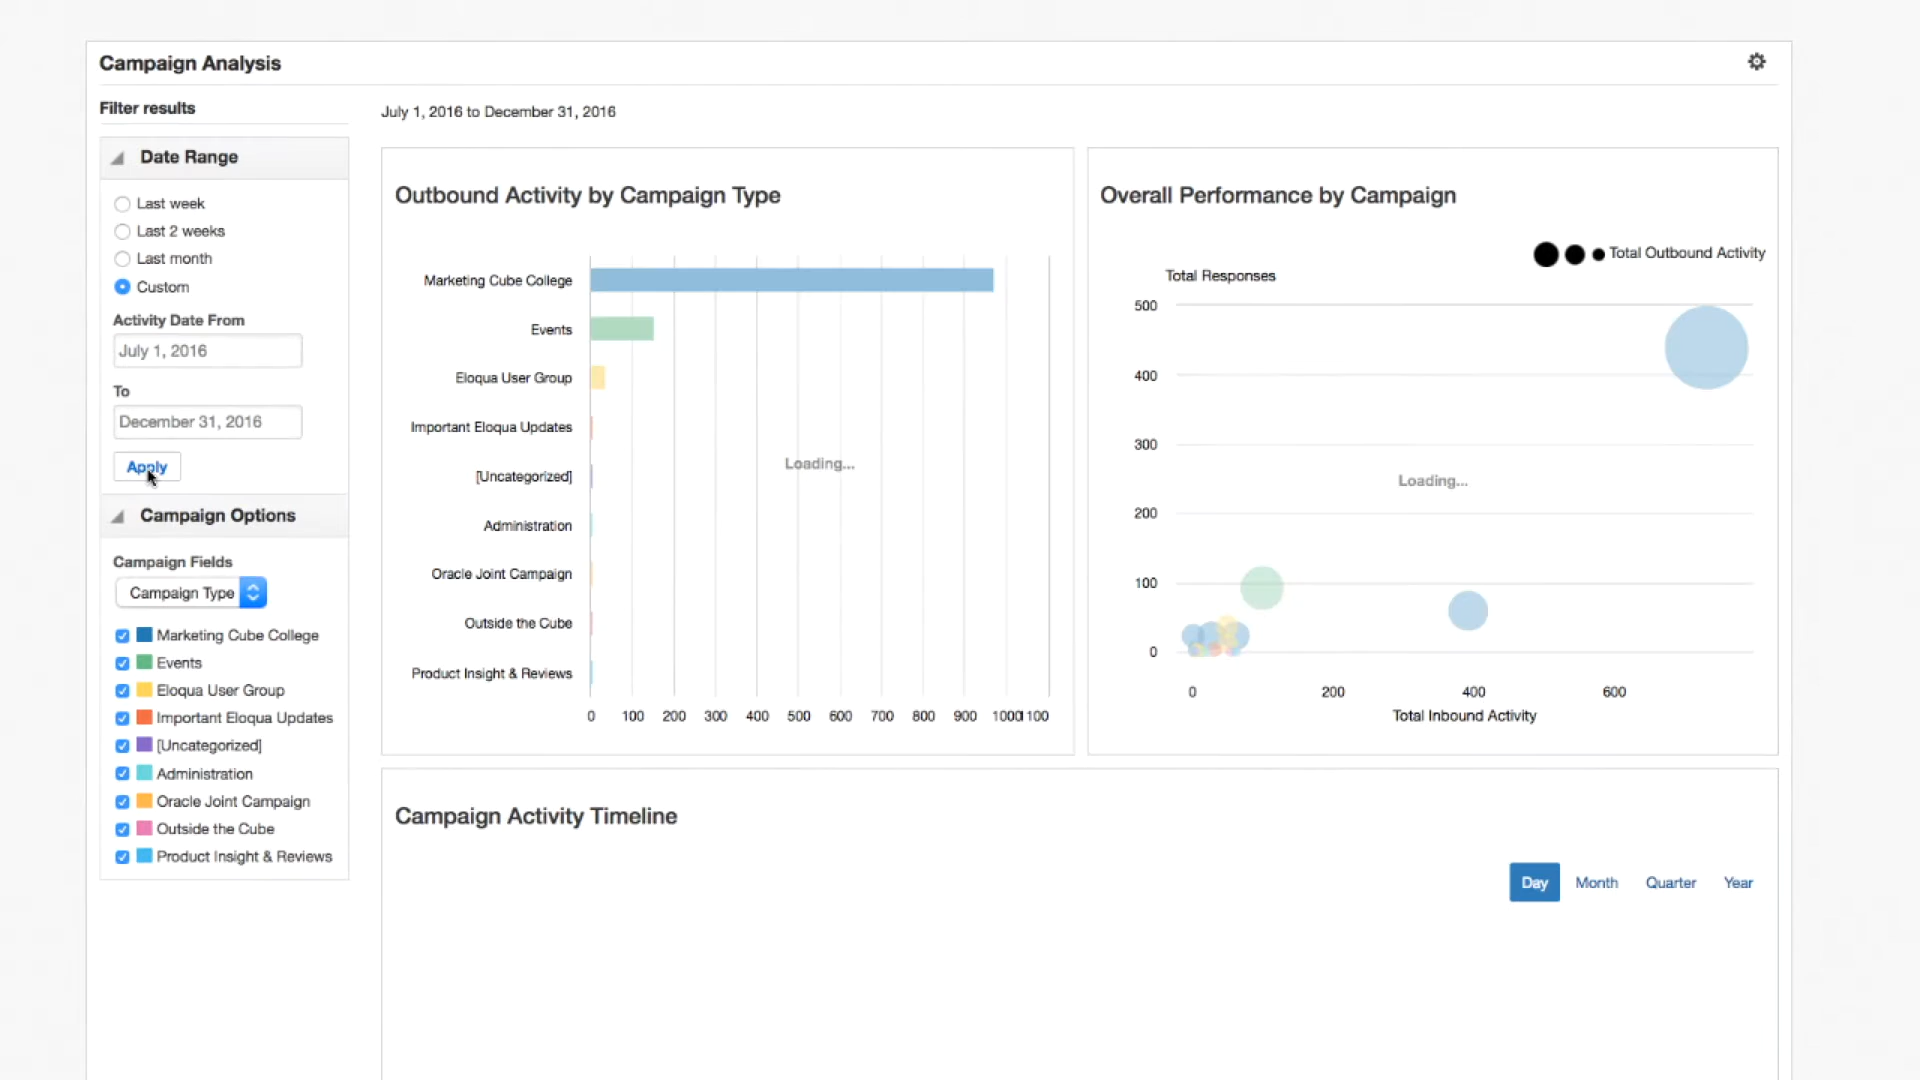 Campaign Analysis
Filter results
Date Range
Last week
Last 2 weeks
Last month
Custom
Activity Date From
July 1, 2016
To
December 31, 2016
Apply
Campaign Options
Campaign Fields
Campaign Type
Marketing Cube College
Events
Eloqua User Group
Important Eloqua Updates
[Uncategorized]
Administration
Oracle Joint Campaign
Outside the Cube
Product Insight & Reviews
July 1, 2016 to December 31, 2016
Outbound Activity by Campaign Type
Marketing Cube College
Events
Eloqua User Group
Important Eloqua Updates
[Uncategorized]
Administration
Oracle Joint Campaign
Outside the Cube
Product Insight & Reviews
Loading...
0 100 200 300 400 500 600 700 800 900 1000 1100
Overall Performance by Campaign
Total Outbound Activity
Total Responses
500
400
300
Loading...
200
100
0
0 200 400 600
Total Inbound Activity
Campaign Activity Timeline
Day Month Quarter Year